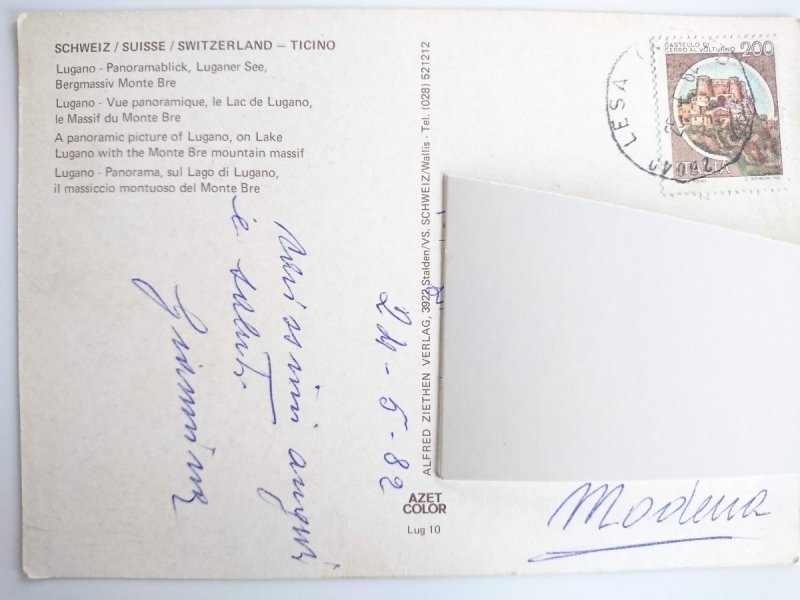 SCHWEIZ / SUISSE / SWITZERLAND – TICINO
Lugano - Panoramablick, Luganer See,
Bergmassiv Monte Bre
Lugano - Vue panoramique, le Lac de Lugano,
le Massif du Monte Bre
A panoramic picture of Lugano, on Lake
Lugano with the Monte Bre mountain massif
Lugano - Panorama, sul Lago di Lugano,
il massiccio montuoso del Monte Bre
auguri
e saluti
24-5-82
ALFRED ZIETHEN VERLAG, 3922 Stalden/VS. SCHWEIZ/Wallis - Tel. (028) 521212
AZET
COLOR
Lug 10
CASTELLO DI
CERRO AL VOLTURNO
200
LESA
Modena